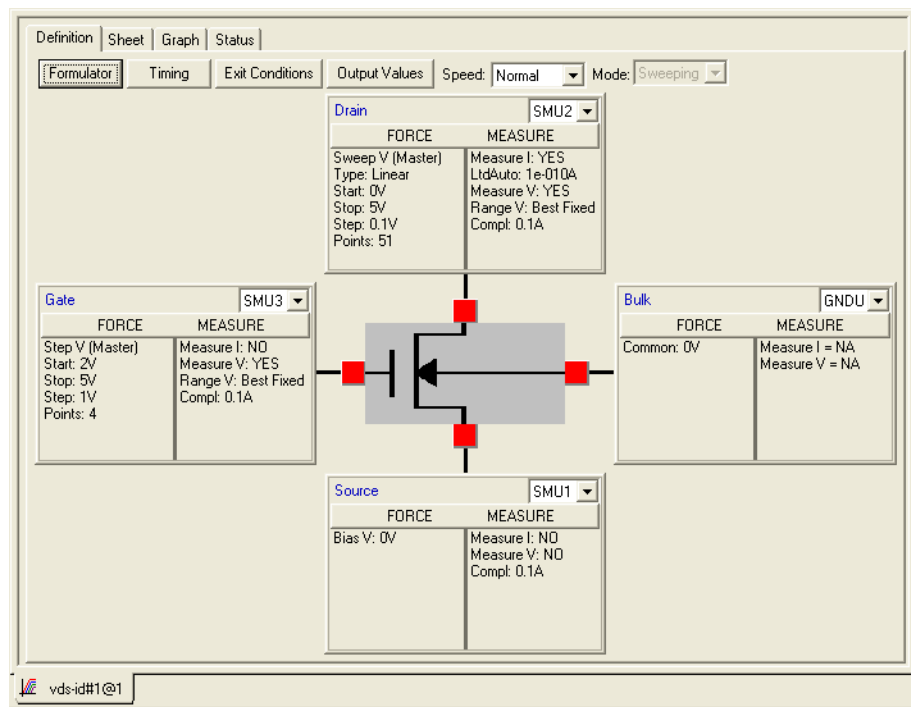 Definition Sheet Graph Status
Formulator Timing Exit Conditions Output Values Speed: Normal Mode: Sweeping
Drain SMU2
FORCE MEASURE
Sweep V (Master)
Type: Linear
Start: 0V
Stop: 5V
Step: 0.1V
Points: 51
Measure I: YES
LtdAuto: 1e-010A
Measure V: YES
Range V: Best Fixed
Compl: 0.1A
Gate SMU3
FORCE MEASURE
Step V (Master)
Start: 2V
Stop: 5V
Step: 1V
Points: 4
Measure I: NO
Measure V: YES
Range V: Best Fixed
Compl: 0.1A
Bulk GNDU
FORCE MEASURE
Common: 0V
Measure I = NA
Measure V = NA
Source SMU1
FORCE MEASURE
Bias V: 0V
Measure I: NO
Measure V: NO
Compl: 0.1A
vds-id#1@1